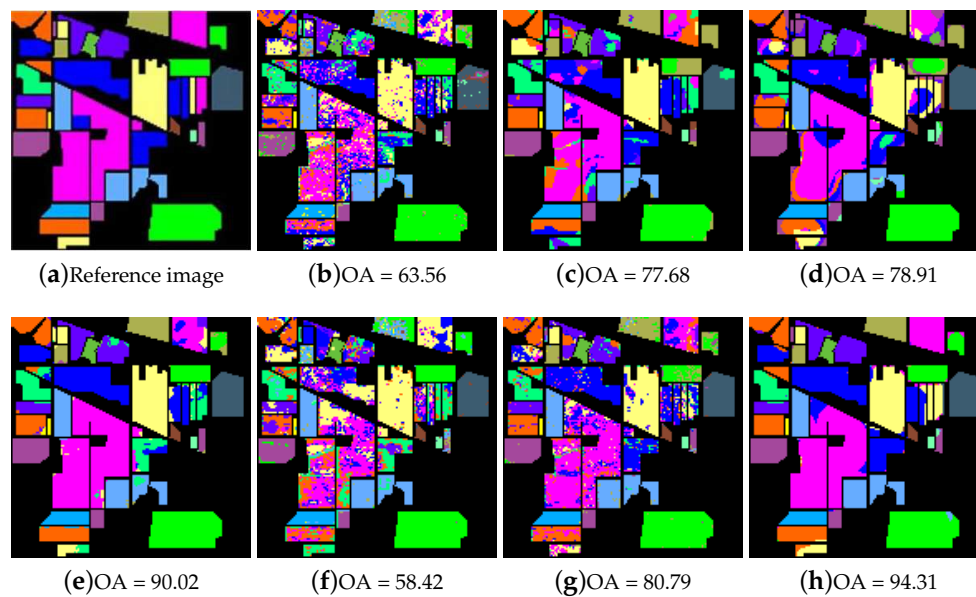 (a)Reference image
(b)OA = 63.56
(c)OA = 77.68
(d)OA = 78.91
(e)OA = 90.02
(f)OA = 58.42
(g)OA = 80.79
(h)OA = 94.31